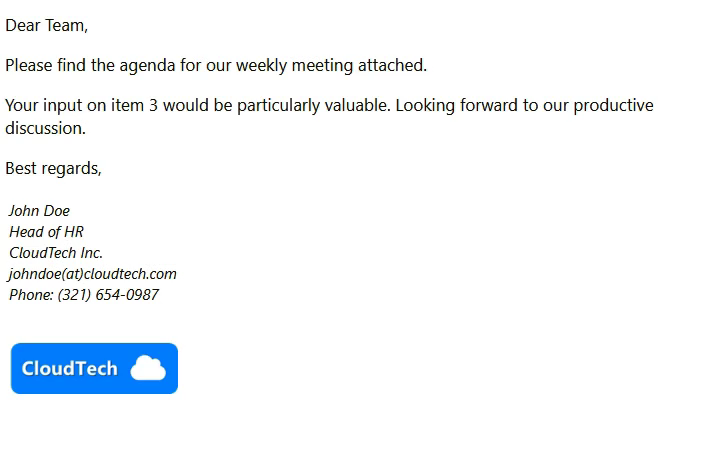 Dear Team,
Please find the agenda for our weekly meeting attached.
Your input on item 3 would be particularly valuable. Looking forward to our productive
discussion.
Best regards,
John Doe
Head of HR
CloudTech Inc.
johndoe(at)cloudtech.com
Phone: (321) 654-0987
CloudTech